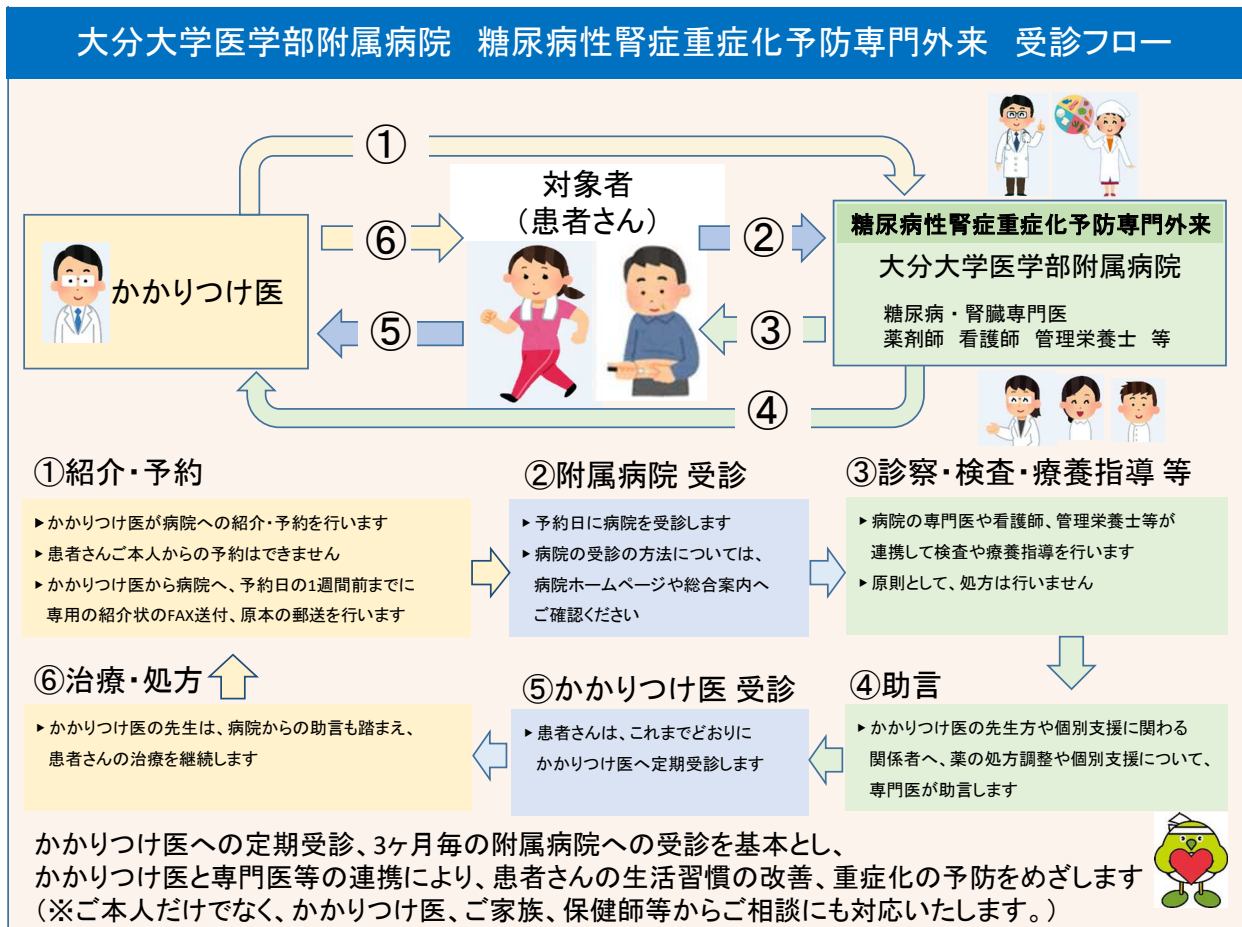 大分大学医学部附属病院　糖尿病性腎症重症化予防専門外来　受診フロー
①
対象者
（患者さん）
⑥
②
かかりつけ医
⑤
③
④
糖尿病性腎症重症化予防専門外来
大分大学医学部附属病院
糖尿病・腎臓専門医
薬剤師　看護師　管理栄養士　等
①紹介・予約
▶かかりつけ医が病院への紹介・予約を行います
▶患者さんご本人からの予約はできません
▶かかりつけ医から病院へ、予約日の1週間前までに
専用の紹介状のFAX送付、原本の郵送を行います
②附属病院 受診
▶予約日に病院を受診します
▶病院の受診の方法については、
病院ホームページや総合案内へ
ご確認ください
③診察・検査・療養指導 等
▶病院の専門医や看護師、管理栄養士等が
連携して検査や療養指導を行います
▶原則として、処方は行いません
④助言
▶かかりつけ医の先生方や個別支援に関わる
関係者へ、薬の処方調整や個別支援について、
専門医が助言します
⑤かかりつけ医 受診
▶患者さんは、これまでどおりに
かかりつけ医へ定期受診します
⑥治療・処方
▶かかりつけ医の先生は、病院からの助言も踏まえ、
患者さんの治療を継続します
かかりつけ医への定期受診、3ヶ月毎の附属病院への受診を基本とし、
かかりつけ医と専門医等の連携により、患者さんの生活習慣の改善、重症化の予防をめざします
（※ご本人だけでなく、かかりつけ医、ご家族、保健師等からご相談にも対応いたします。）